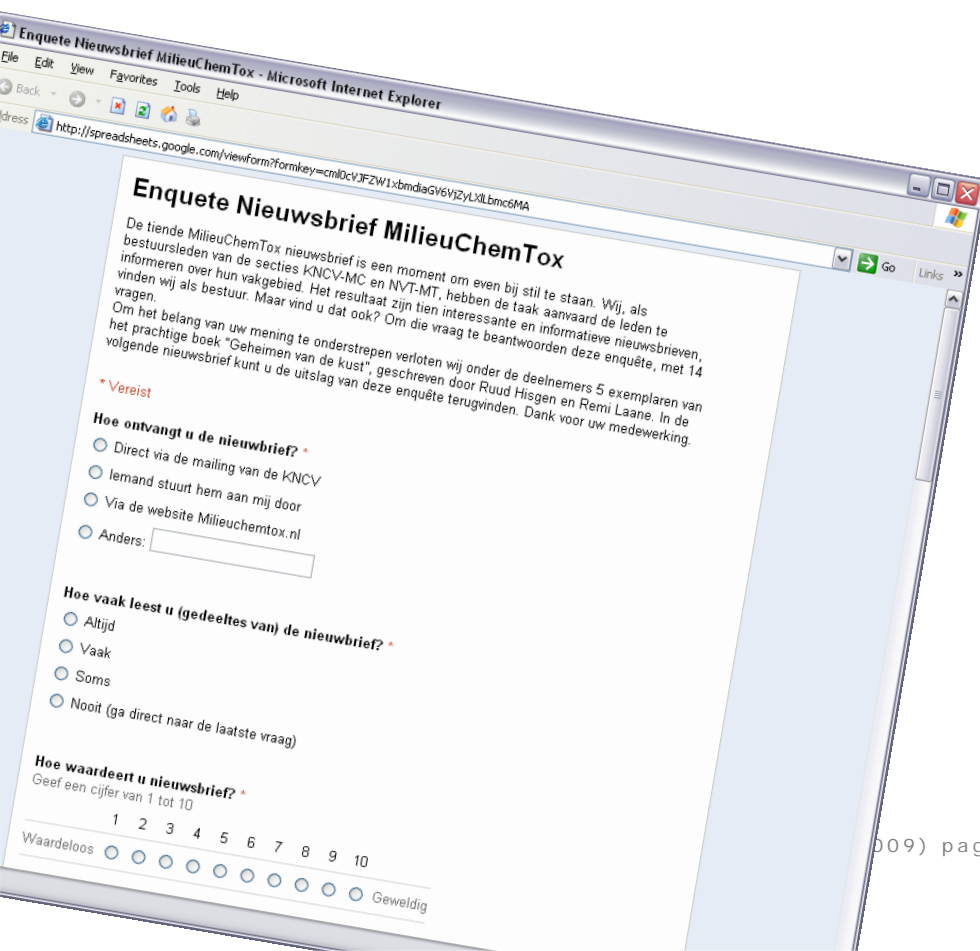 Enquete Nieuwsbrief MilieuChemTox - Microsoft Internet Explorer
File Edit View Favorites Tools Help
Back
dress http://spreadsheets.google.com/viewform?formkey=cml0cVJFZW1xbmdiaGV6VjZyLXlLbmc6MA
Go Links »
Enquete Nieuwsbrief MilieuChemTox
De tiende MilieuChemTox nieuwsbrief is een moment om even bij stil te staan. Wij, als
bestuursleden van de secties KNCV-MC en NVT-MT, hebben de taak aanvaard de leden te
informeren over hun vakgebied. Het resultaat zijn tien interessante en informatieve nieuwsbrieven,
vinden wij als bestuur. Maar vind u dat ook? Om die vraag te beantwoorden deze enquête, met 14
vragen.
Om het belang van uw mening te onderstrepen verloten wij onder de deelnemers 5 exemplaren van
het prachtige boek "Geheimen van de kust", geschreven door Ruud Hisgen en Remi Laane. In de
volgende nieuwsbrief kunt u de uitslag van deze enquête terugvinden. Dank voor uw medewerking.
* Vereist
Hoe ontvangt u de nieuwbrief? *
Direct via de mailing van de KNCV
Iemand stuurt hem aan mij door
Via de website Milieuchemtox.nl
Anders:
Hoe vaak leest u (gedeeltes van) de nieuwbrief? *
Altijd
Vaak
Soms
Nooit (ga direct naar de laatste vraag)
Hoe waardeert u nieuwsbrief? *
Geef een cijfer van 1 tot 10
1 2 3 4 5 6 7 8 9 10
Waardeloos Geweldig
009) pag